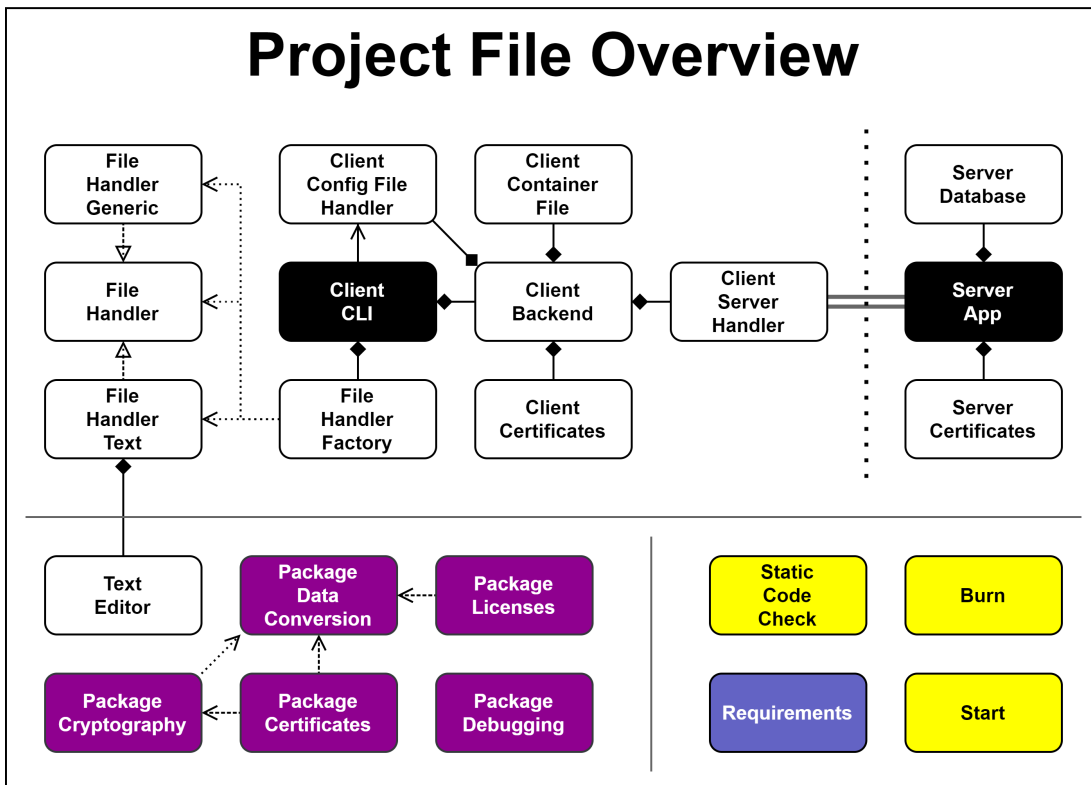 Project File Overview
File
Handler
Generic
Client
Config File
Handler
Client
Container
File
Server
Database
File
Handler
Client
CLI
Client
Backend
Client
Server
Handler
Server
App
File
Handler
Text
File
Handler
Factory
Client
Certificates
Server
Certificates
Text
Editor
Package
Data
Conversion
Package
Licenses
Static
Code
Check
Burn
Package
Cryptography
Package
Certificates
Package
Debugging
Requirements
Start